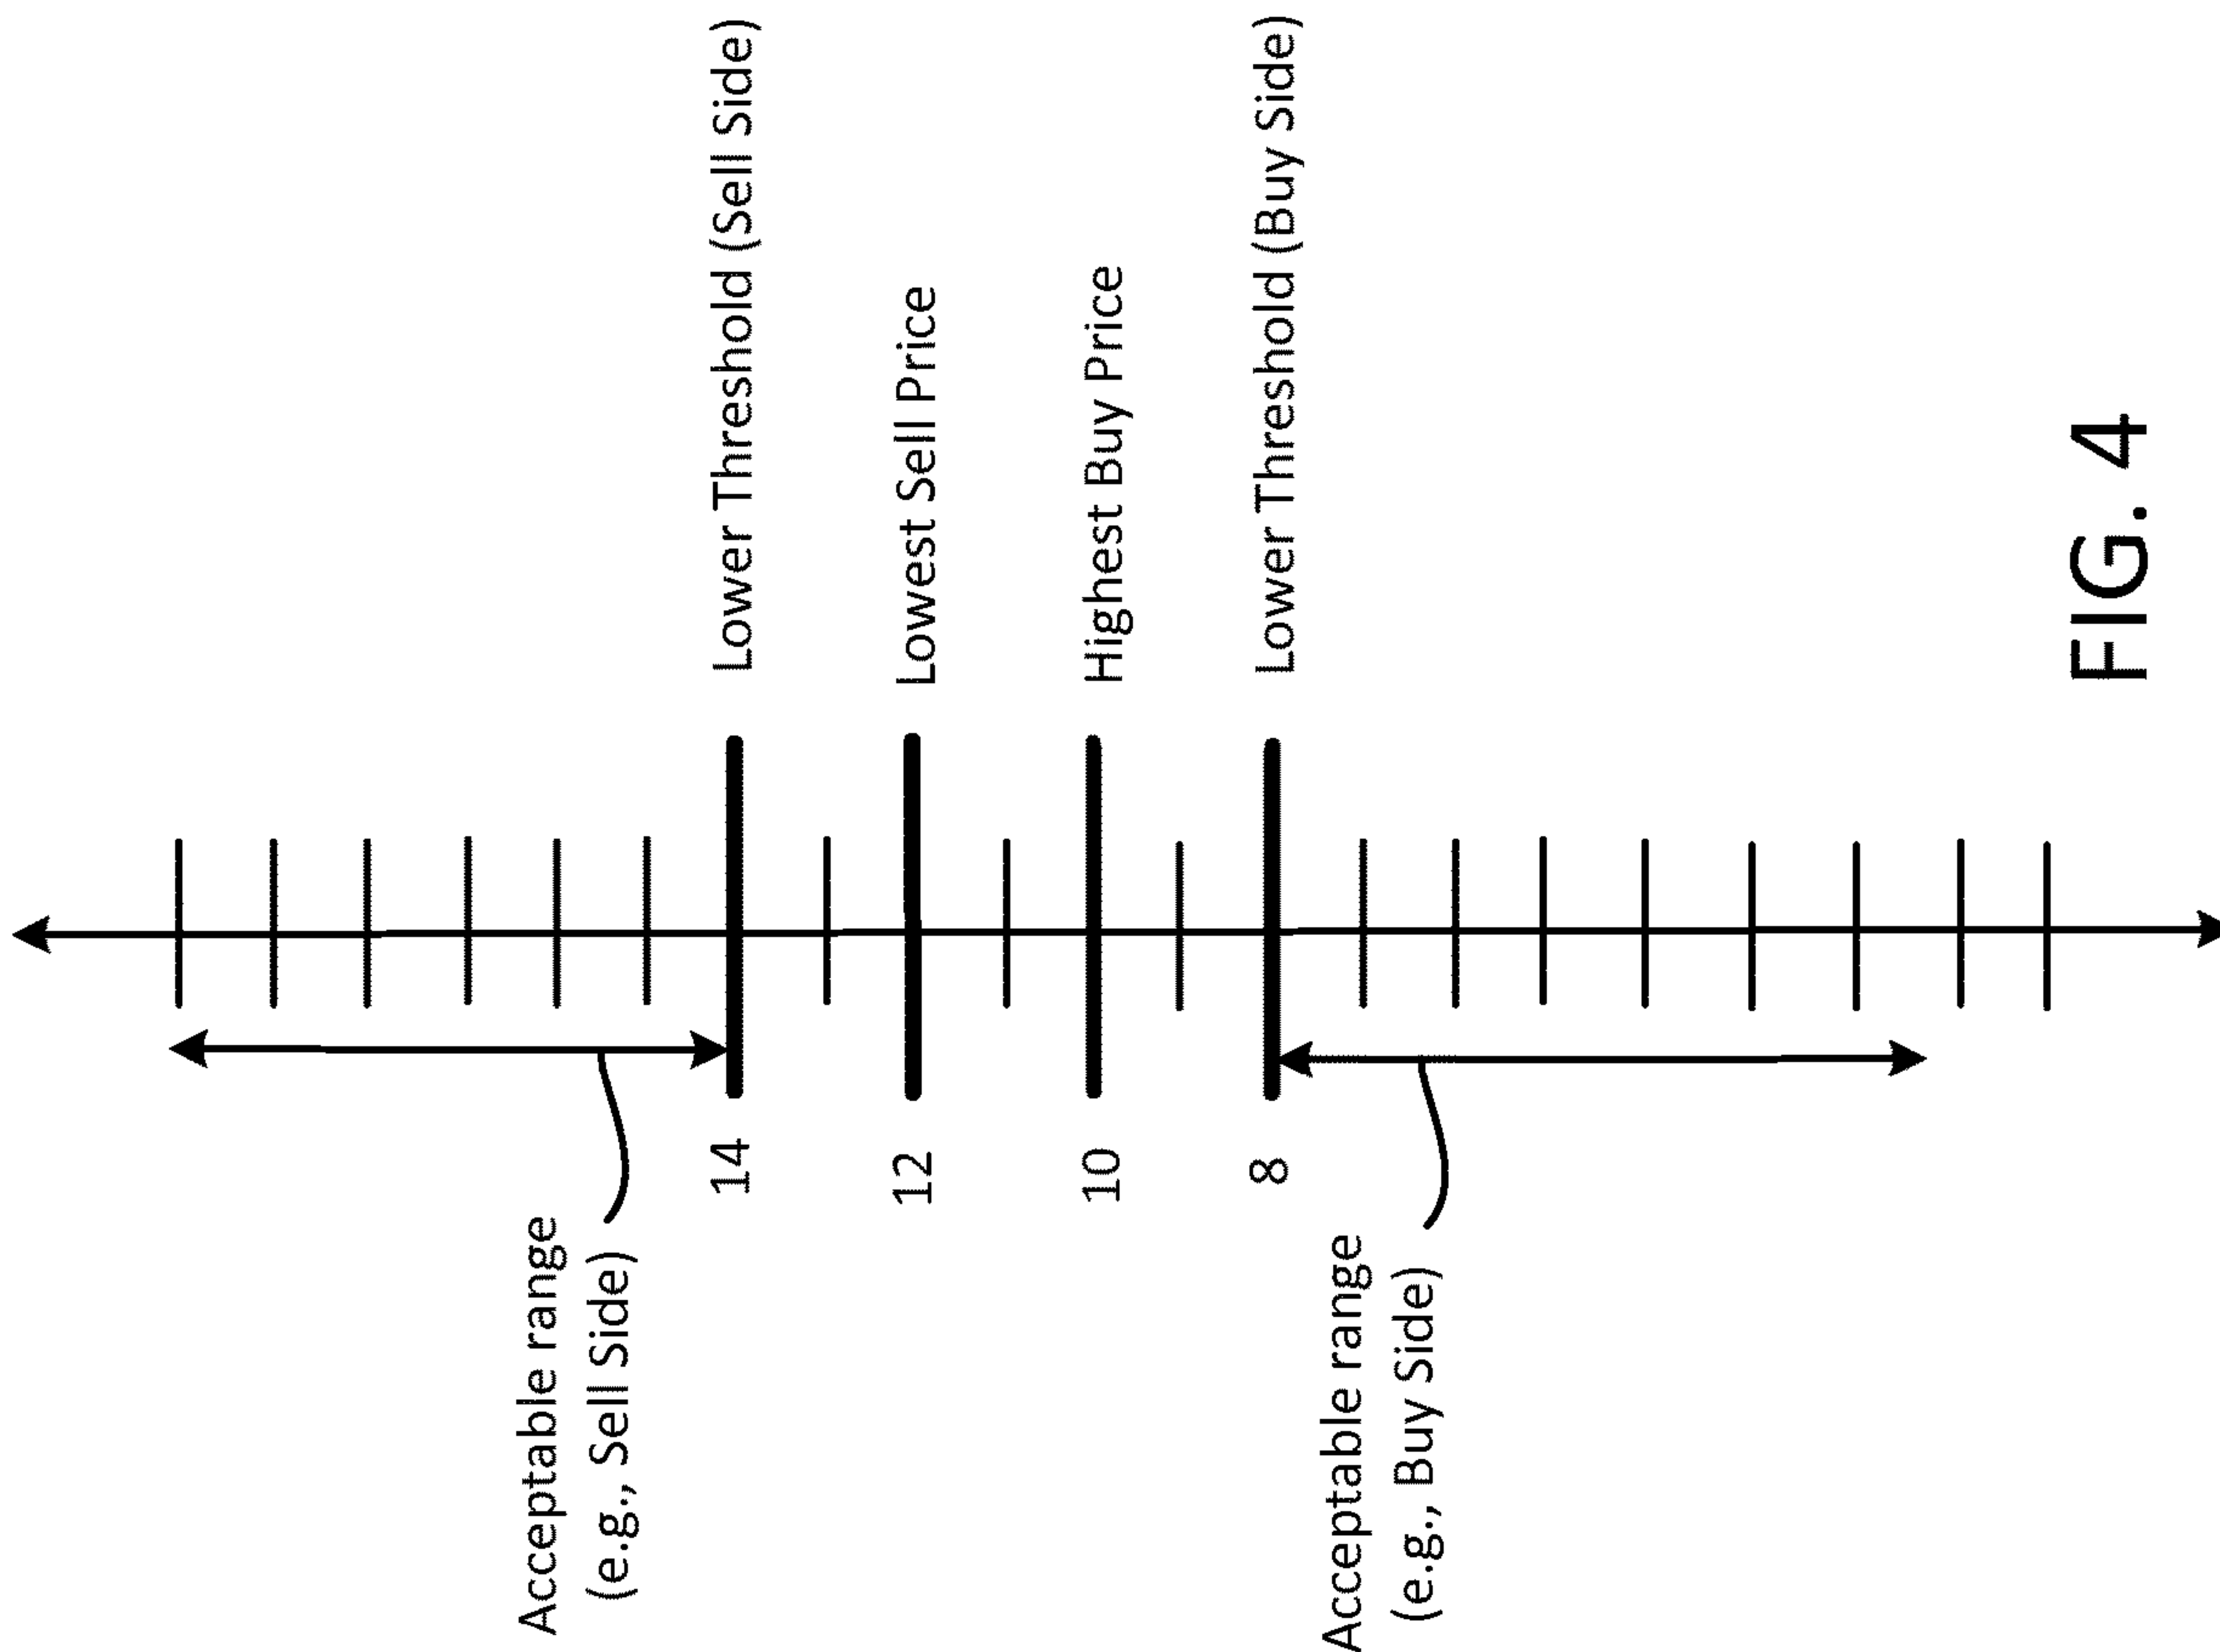 Acceptable range
(e.g., Sell Side)
14
Lower Threshold (Sell Side)
12
Lowest Sell Price
10
Highest Buy Price
8
Lower Threshold (Buy Side)
Acceptable range
(e.g., Buy Side)
FIG. 4